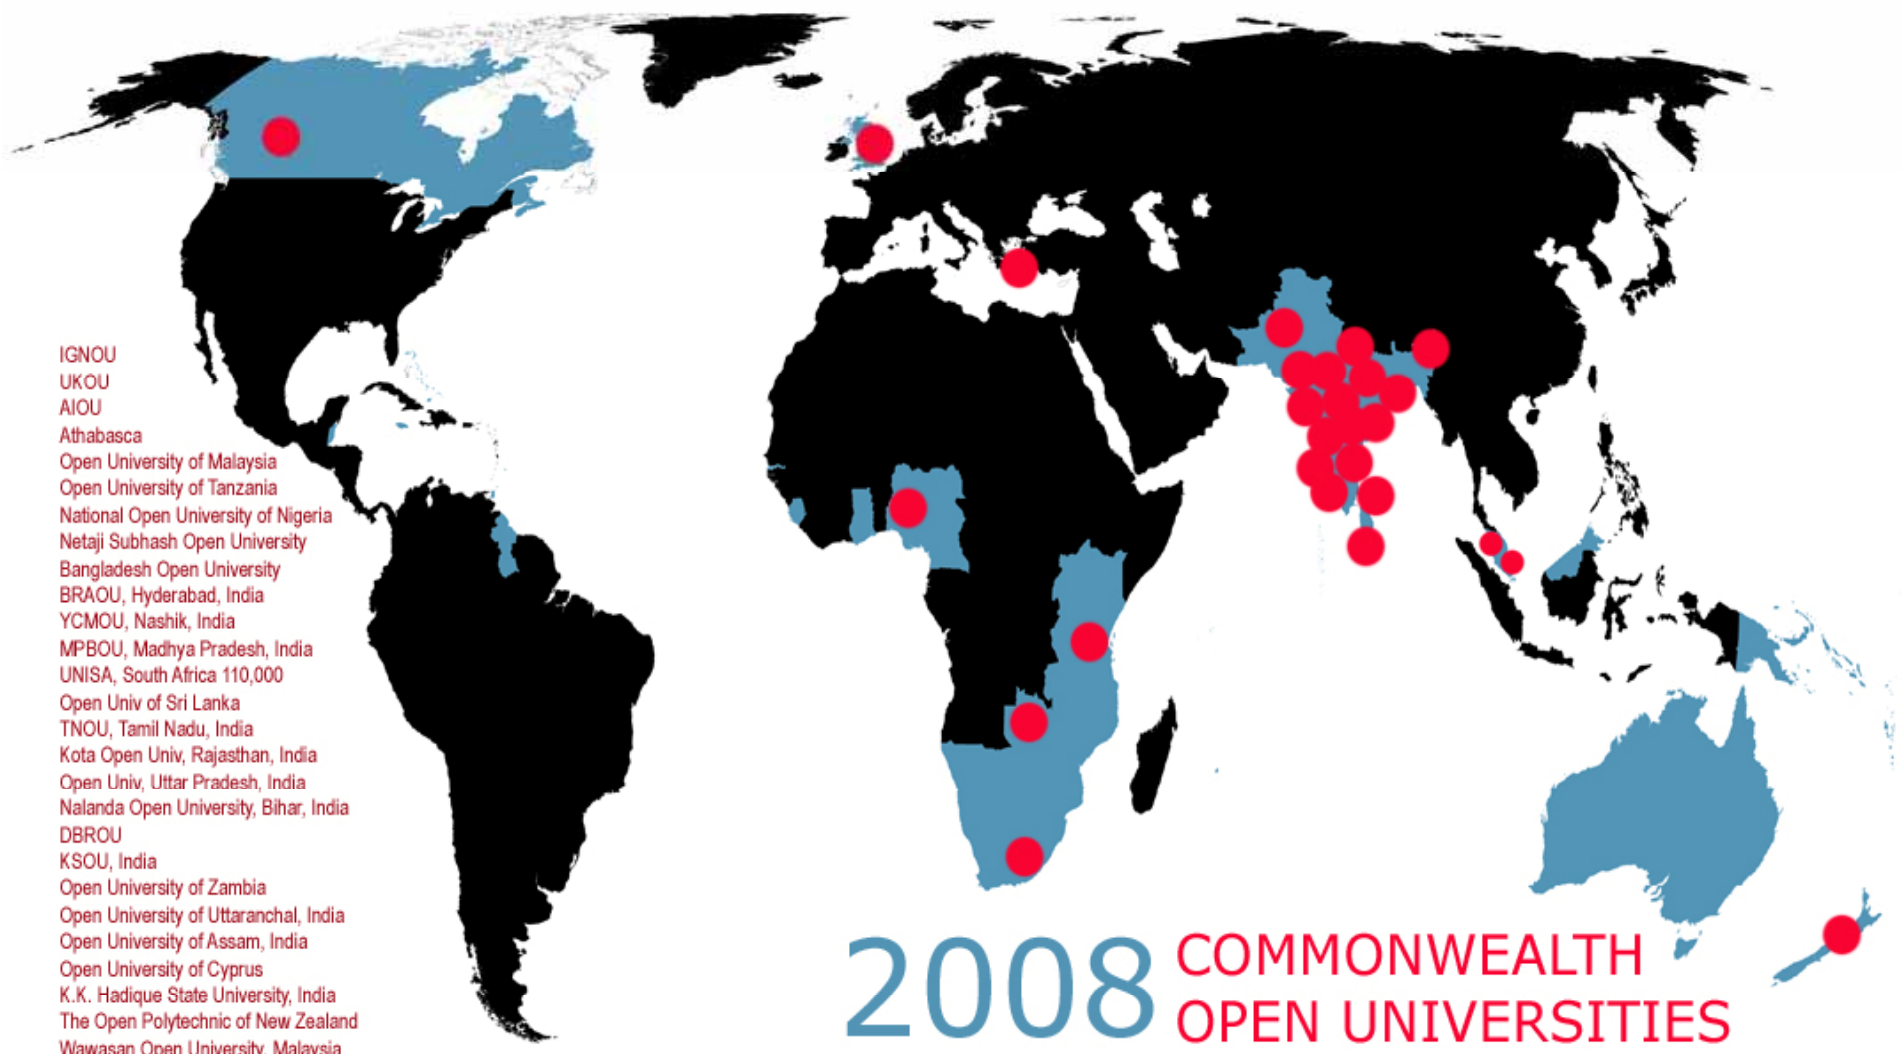 IGNOU
UKOU
AIOU
Athabasca
Open University of Malaysia
Open University of Tanzania
National Open University of Nigeria
Netaji Subhash Open University
Bangladesh Open University
BRAOU, Hyderabad, India
YCMOU, Nashik, India
MPBOU, Madhya Pradesh, India
UNISA, South Africa 110,000
Open Univ of Sri Lanka
TNOU, Tamil Nadu, India
Kota Open Univ, Rajasthan, India
Open Univ, Uttar Pradesh, India
Nalanda Open University, Bihar, India
DBROU
KSOU, India
Open University of Zambia
Open University of Uttaranchal, India
Open University of Assam, India
Open University of Cyprus
K.K. Hadique State University, India
The Open Polytechnic of New Zealand
Wawasan Open University, Malaysia
2008 COMMONWEALTH
OPEN UNIVERSITIES